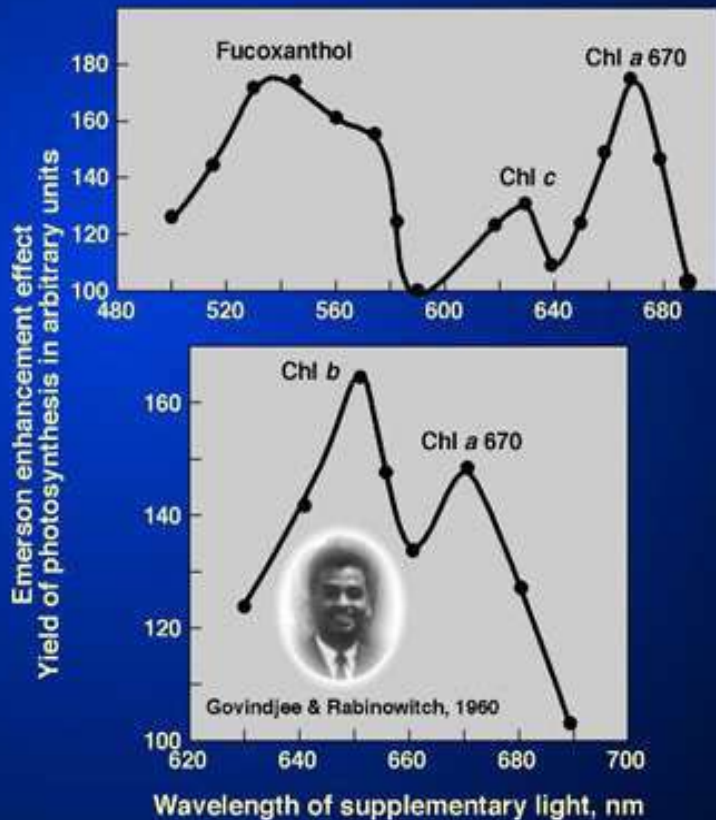 Emerson enhancement effect
Yield of photosynthesis in arbitrary units
Fucoxanthol
Chl c
Chl a 670
180
160
140
120
100
480
520
560
600
640
680
Chl b
Chl a 670
160
140
120
100
Govindjee & Rabinowitch, 1960
620
640
660
680
700
Wavelength of supplementary light, nm